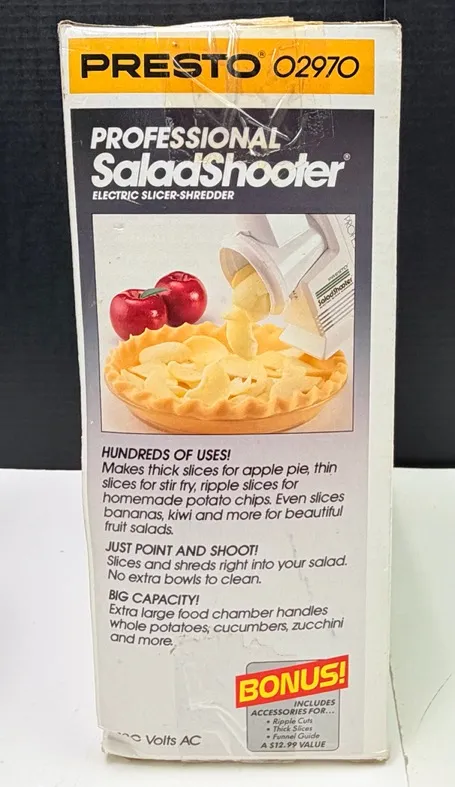 PRESTO® 02970
PROFESSIONAL
SaladShooter®
ELECTRIC SLICER-SHREDDER
SaladShooter
HUNDREDS OF USES!
Makes thick slices for apple pie, thin
slices for stir fry, ripple slices for
homemade potato chips. Even slices
bananas, kiwi and more for beautiful
fruit salads.
JUST POINT AND SHOOT!
Slices and shreds right into your salad.
No extra bowls to clean.
BIG CAPACITY!
Extra large food chamber handles
whole potatoes, cucumbers, zucchini
and more.
BONUS!
INCLUDES
ACCESSORIES FOR...
• Ripple Cuts
• Thick Slices
• Funnel Guide
A $12.99 VALUE
Volts AC